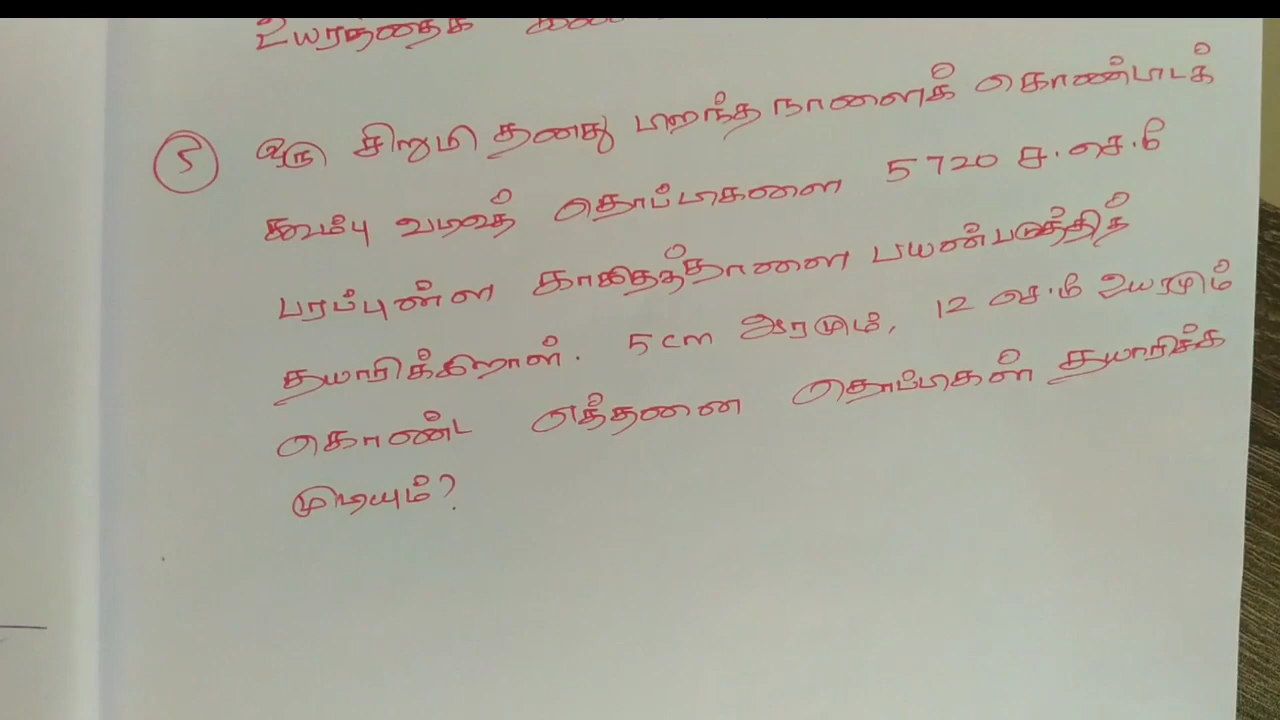 உயரத்தைக்
5 ஒரு சிறுமி தனது பிறந்த நாளைக் கொண்டாடக்
கூம்பு வடிவத் தொப்பிகளை 5720 ச.செ.மீ
பரப்புள்ள காகிதத்தாளை பயன்படுத்தித்
தயாரிக்கிறாள். 5cm ஆரமும், 12 செ.மீ உயரமும்
கொண்ட எத்தனை தொப்பிகள் தயாரிக்க
முடியும்?